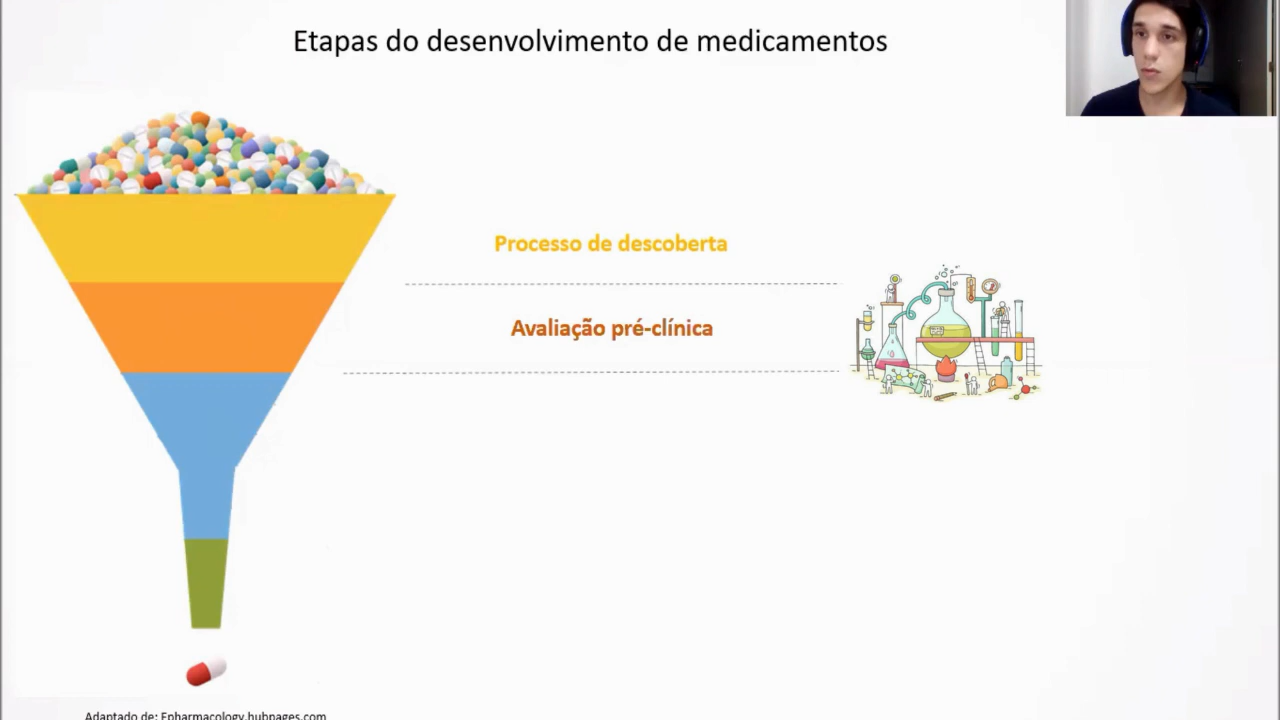 Etapas do desenvolvimento de medicamentos
Processo de descoberta
Avaliação pré-clínica
Adaptado de: Epharmacology.hubpages.com